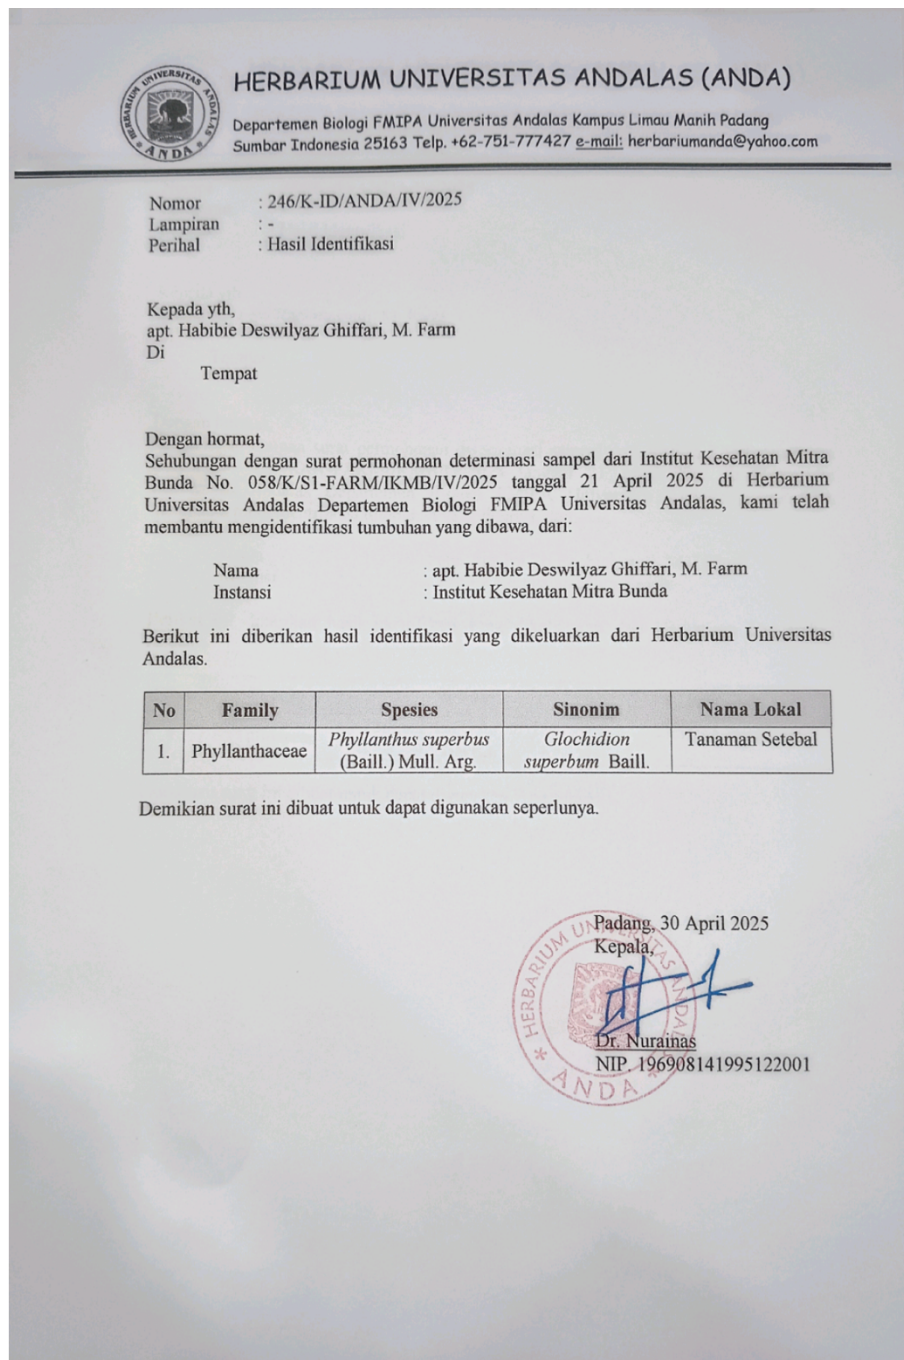 HERBARIUM UNIVERSITAS ANDALAS (ANDA)
HERBARIUM UNIVERSITAS ANDALAS
* ANDA *
Departemen Biologi FMIPA Universitas Andalas Kampus Limau Manih Padang
Sumbar Indonesia 25163 Telp. +62-751-777427 e-mail: herbariumanda@yahoo.com
Nomor : 246/K-ID/ANDA/IV/2025
Lampiran : -
Perihal : Hasil Identifikasi
Kepada yth,
apt. Habibie Deswilyaz Ghiffari, M. Farm
Di
Tempat
Dengan hormat,
Sehubungan dengan surat permohonan determinasi sampel dari Institut Kesehatan Mitra
Bunda No. 058/K/S1-FARM/IKMB/IV/2025 tanggal 21 April 2025 di Herbarium
Universitas Andalas Departemen Biologi FMIPA Universitas Andalas, kami telah
membantu mengidentifikasi tumbuhan yang dibawa, dari:
Nama : apt. Habibie Deswilyaz Ghiffari, M. Farm
Instansi : Institut Kesehatan Mitra Bunda
Berikut ini diberikan hasil identifikasi yang dikeluarkan dari Herbarium Universitas
Andalas.
No Family Spesies Sinonim Nama Lokal
1. Phyllanthaceae Phyllanthus superbus (Baill.) Mull. Arg. Glochidion superbum Baill. Tanaman Setebal
Demikian surat ini dibuat untuk dapat digunakan seperlunya.
Padang, 30 April 2025
Kepala,
HERBARIUM UNIVERSITAS ANDALAS
* ANDA *
Dr. Nurainas
NIP. 196908141995122001